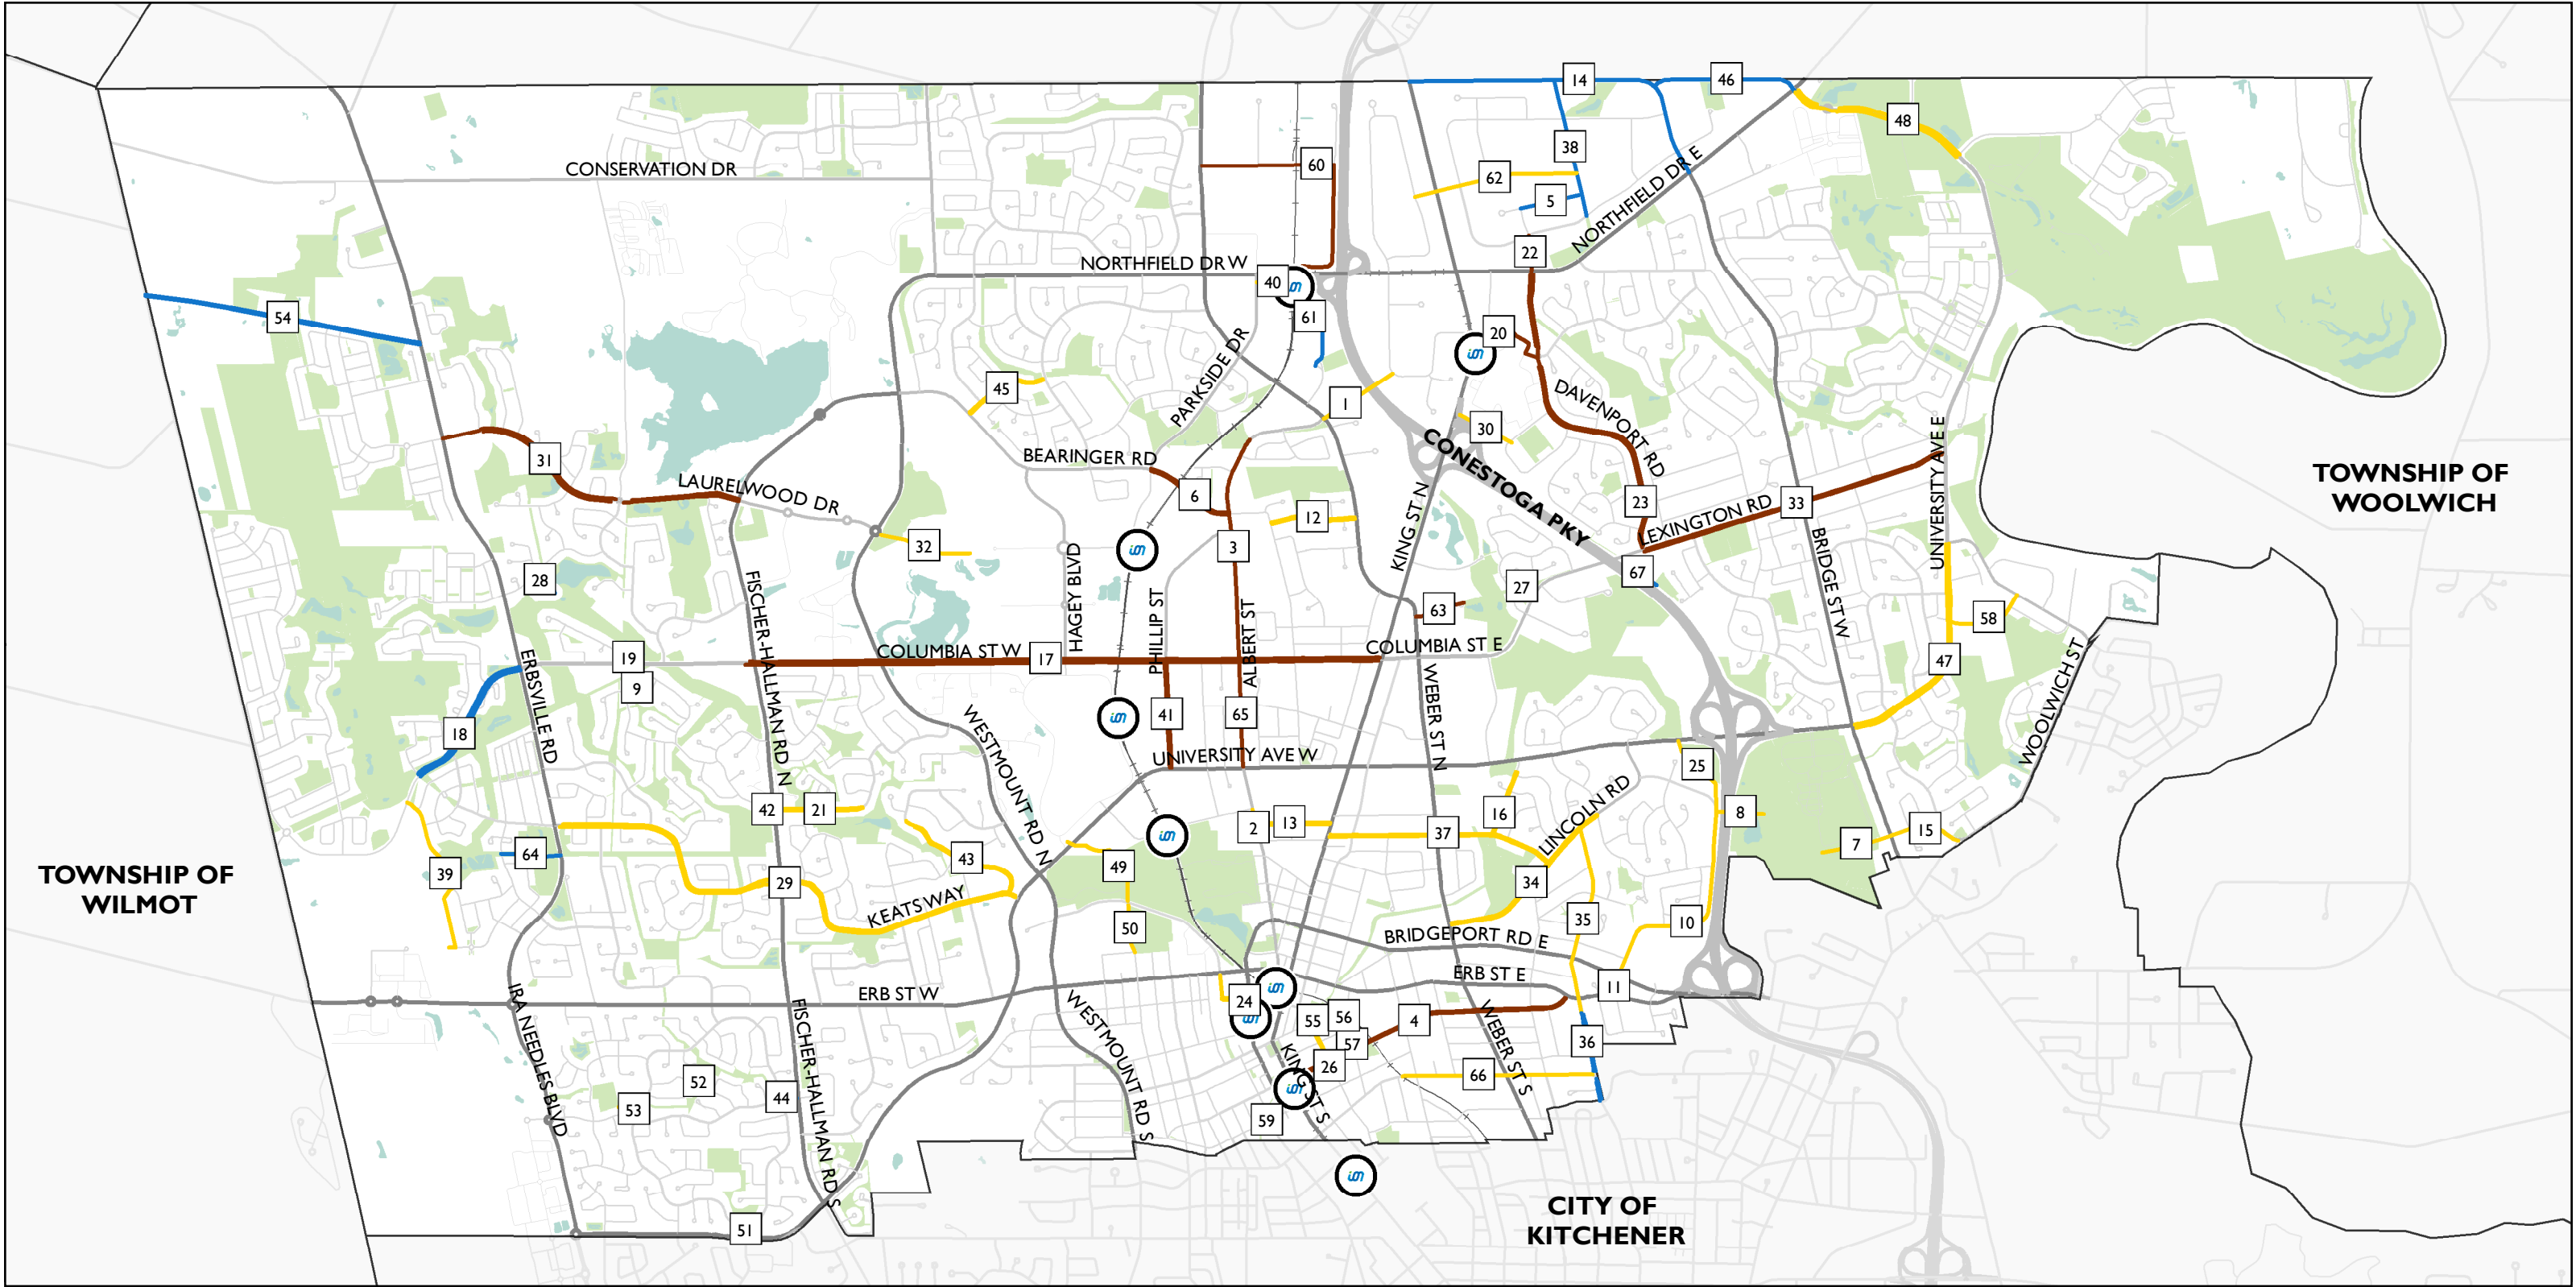 14
46
48
38
CONSERVATION DR
60
62
5
NORTHFIELD DR E
22
NORTHFIELD DR W
40
54
61
20
PARKSIDE DR
45
1
DAVENPORT RD
30
CONESTOGA PKY
31
BEARINGER RD
LAURELWOOD DR
6
23
LEXINGTON RD
33
UNIVERSITY AVE E
TOWNSHIP OF
WOOLWICH
12
KING ST N
32
3
28
FISCHER-HALLMAN RD N
HAGEY BLVD
PHILLIP ST
ALBERT ST
27
67
BRIDGE ST W
63
58
19
COLUMBIA ST W
17
COLUMBIA ST E
9
47
ERBSVILLE RD
WEBER ST N
WOOLWICH ST
18
41
65
WESTMOUNT RD N
UNIVERSITY AVE W
25
42
21
2
13
16
LINCOLN RD
8
37
7
15
64
43
49
39
29
34
TOWNSHIP OF
WILMOT
KEATS WAY
50
35
10
BRIDGEPORT RD E
ERB ST E
ERB ST W
11
IRA NEEDLES BLVD
FISCHER-HALLMAN RD S
WESTMOUNT RD S
24
55
56
4
WEBER ST S
57
36
KING ST S
26
66
52
44
53
59
51
CITY OF
KITCHENER